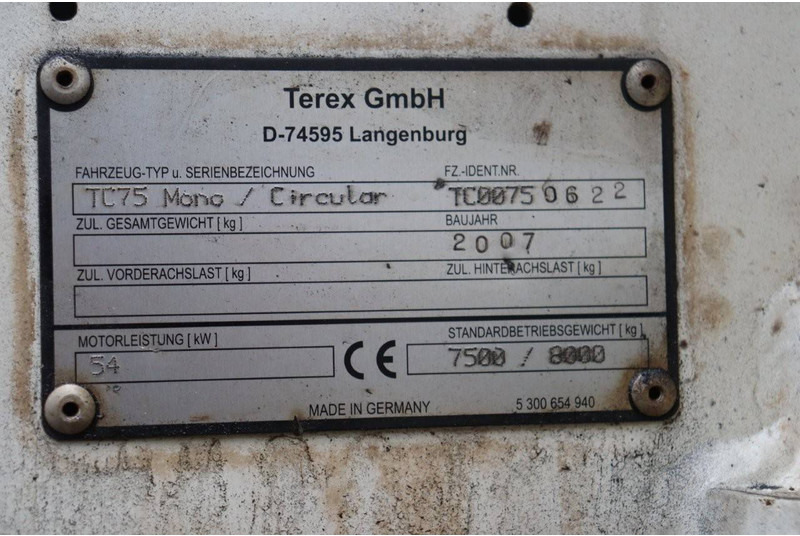 Terex GmbH
D-74595 Langenburg
FAHRZEUG-TYP u. SERIENBEZEICHNUNG FZ.-IDENT.NR.
TC75 Mono / Circular TC00750622
ZUL. GESAMTGEWICHT [ kg ] BAUJAHR
2007
ZUL. VORDERACHSLAST [ kg ] ZUL. HINTERACHSLAST [ kg ]
MOTORLEISTUNG [ kW ] STANDARDBETRIEBSGEWICHT [ kg ]
54 CE 7500 / 8000
MADE IN GERMANY 5 300 654 940